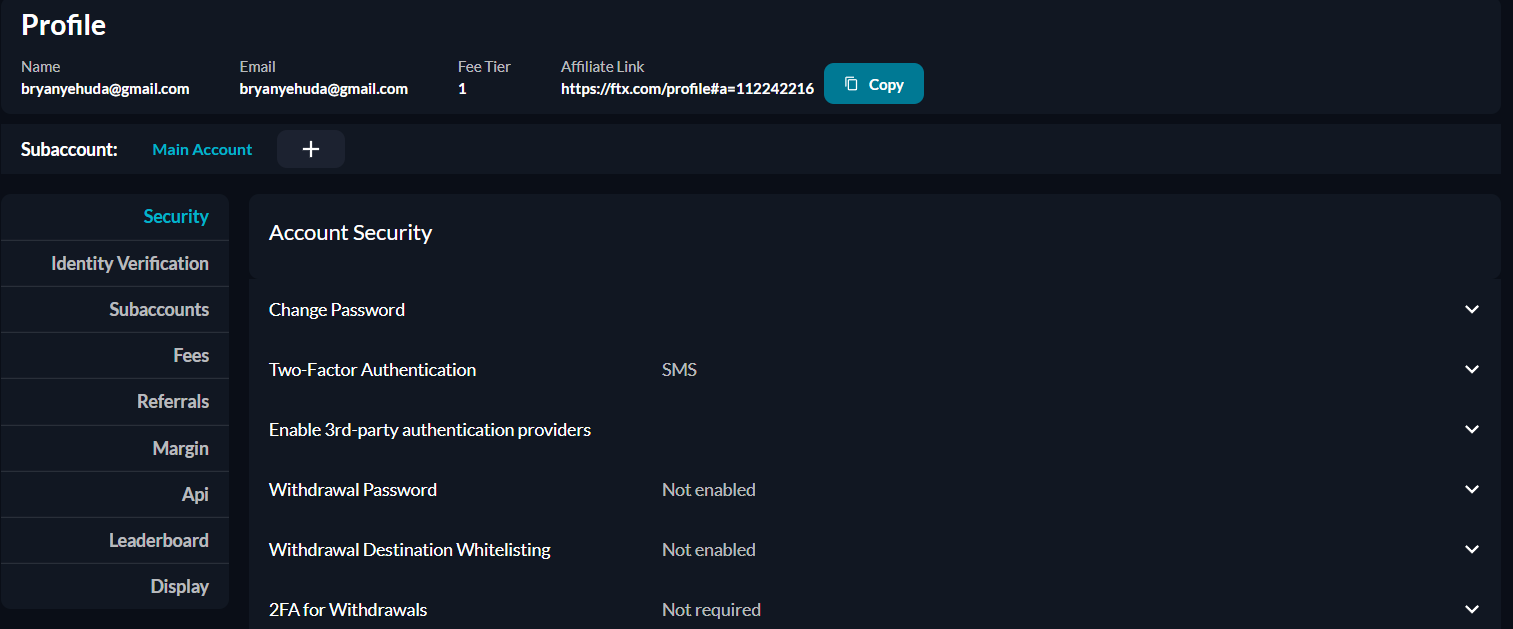 Profile
Name Email Fee Tier Affiliate Link
bryanyehuda@gmail.com bryanyehuda@gmail.com 1 https://ftx.com/profile#a=112242216 Copy
Subaccount: Main Account +
Security
Identity Verification
Subaccounts
Fees
Referrals
Margin
Api
Leaderboard
Display
Account Security
Change Password
Two-Factor Authentication SMS
Enable 3rd-party authentication providers
Withdrawal Password Not enabled
Withdrawal Destination Whitelisting Not enabled
2FA for Withdrawals Not required